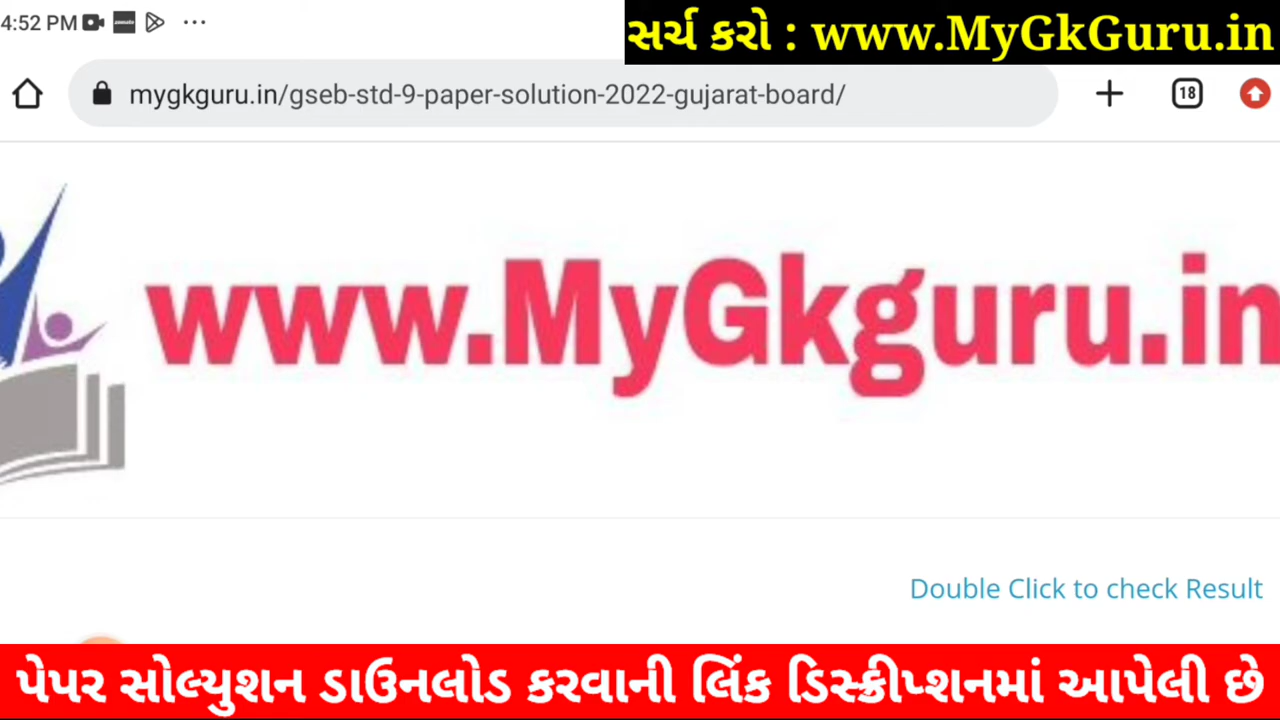 4:52 PM
સર્ચ કરો : www.MyGkGuru.in
mygkguru.in/gseb-std-9-paper-solution-2022-gujarat-board/
18
www.MyGkguru.in
Double Click to check Result
પેપર સોલ્યુશન ડાઉનલોડ કરવાની લિંક ડિસ્ક્રીપ્શનમાં આપેલી છે